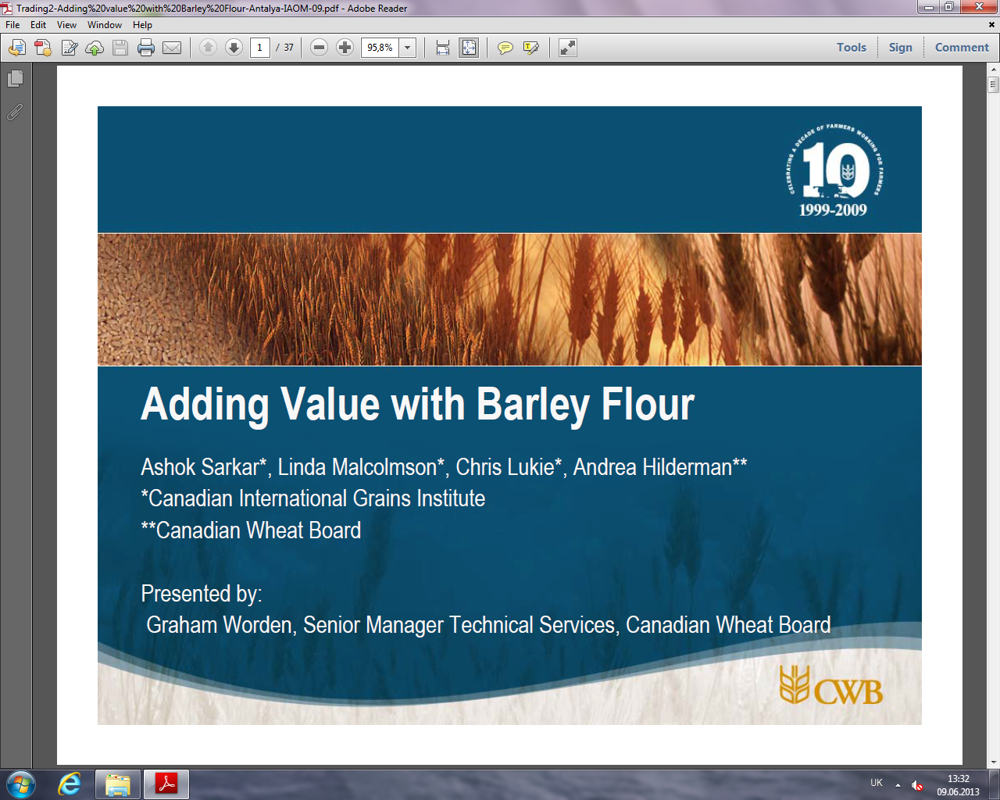 Trading2-Adding%20value%20with%20Barley%20Flour-Antalya-IAOM-09.pdf - Adobe Reader
File Edit View Window Help
1 / 37 95,8% Tools Sign Comment
CELEBRATING A DECADE OF FARMERS WORKING FOR FARMERS
10
1999-2009
Adding Value with Barley Flour
Ashok Sarkar*, Linda Malcolmson*, Chris Lukie*, Andrea Hilderman**
*Canadian International Grains Institute
**Canadian Wheat Board
Presented by:
Graham Worden, Senior Manager Technical Services, Canadian Wheat Board
CWB
UK 13:32
09.06.2013